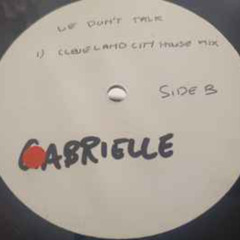 WE DON'T TALK
1) CLEVELAND CITY HOUSE MIX
SIDE B
GABRIELLE